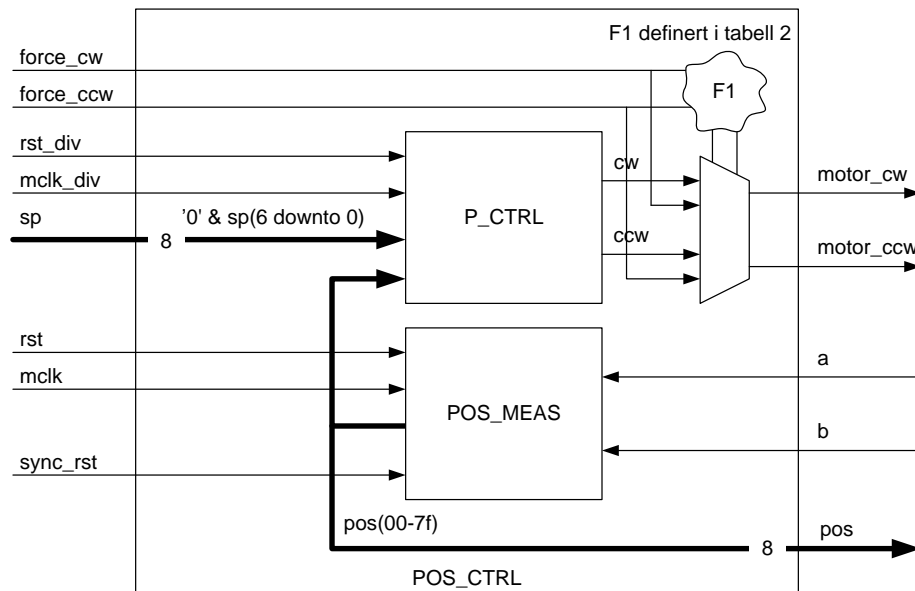 F1 definert i tabell 2
force_cw
F1
force_ccw
rst_div
cw
mclk_div
motor_cw
sp
'0' & sp(6 downto 0)
P_CTRL
8
ccw
motor_ccw
rst
a
mclk
POS_MEAS
b
sync_rst
pos(00-7f)
pos
8
POS_CTRL